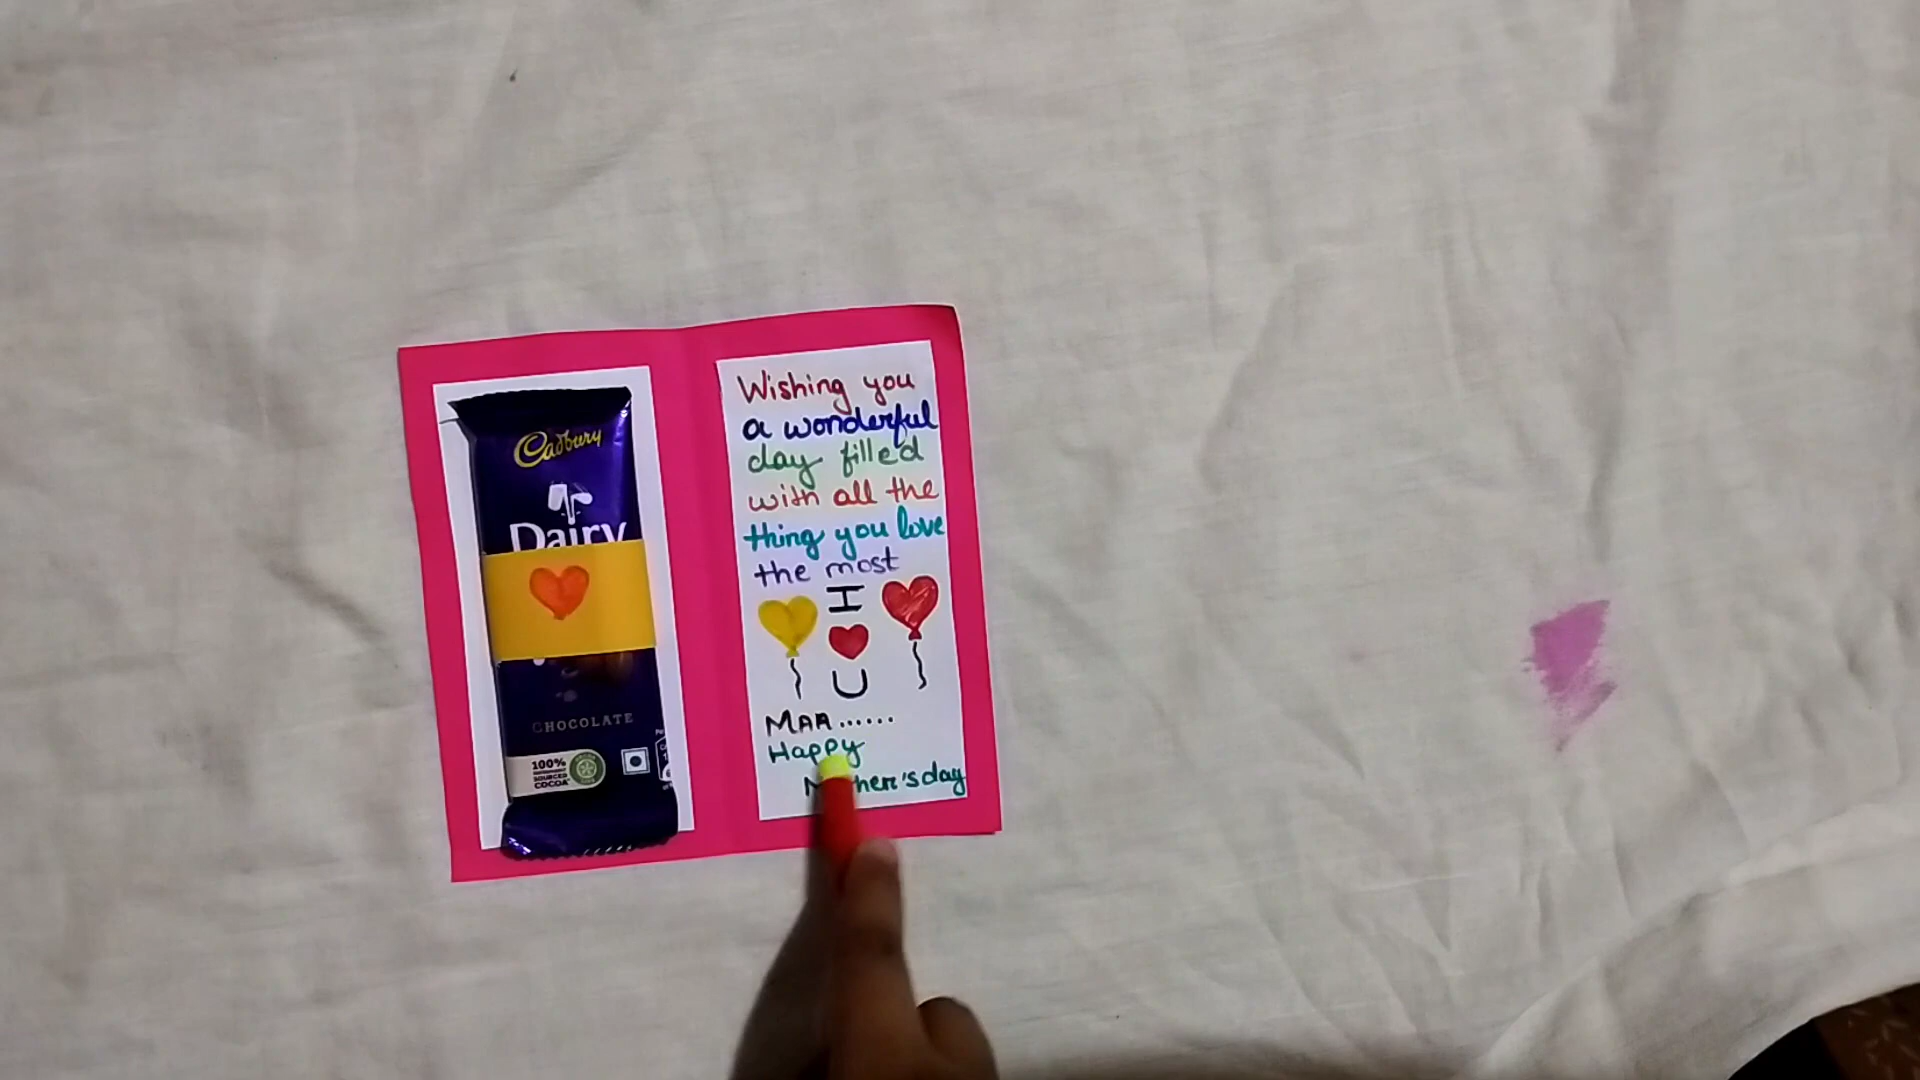 Cadbury
Dairy
CHOCOLATE
100%
SOURCED
COCOA
Wishing you
a wonderful
day filled
with all the
thing you love
the most
I
U
MAA......
Happy
day